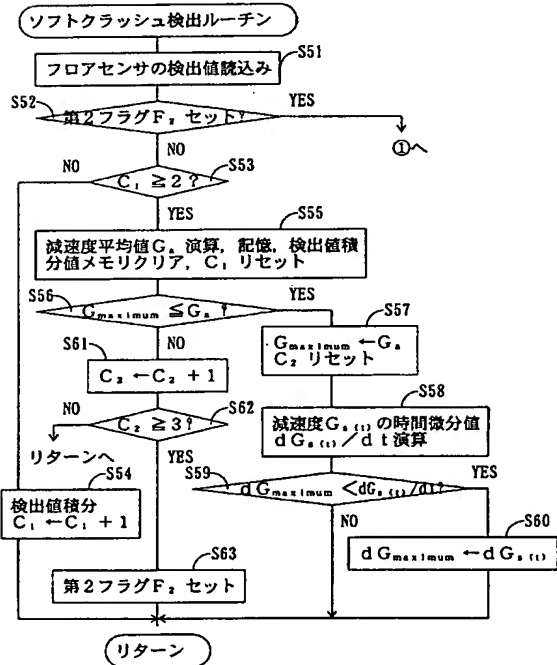 ソフトクラッシュ検出ルーチン
S51
フロアセンサの検出値読込み
S52
第2フラグF₂ セット?
YES
①へ
NO
S53
C₁ ≧2?
NO
YES
S55
減速度平均値Gₐ 演算, 記憶, 検出値積
分値メモリクリア, C₁ リセット
S56
Gmaximum ≦Gₐ ?
YES
S57
Gmaximum ←Gₐ
C₂ リセット
NO
S61
C₂ ←C₂ +1
S58
減速度Gs(t) の時間微分値
dGs(t) /dt演算
S62
C₂ ≧3?
NO
リターンへ
YES
S59
dGmaximum <dGs(t)/dt?
YES
NO
S54
検出値積分
C₁ ←C₁ +1
S60
dGmaximum ←dGs(t)
S63
第2フラグF₂ セット
リターン